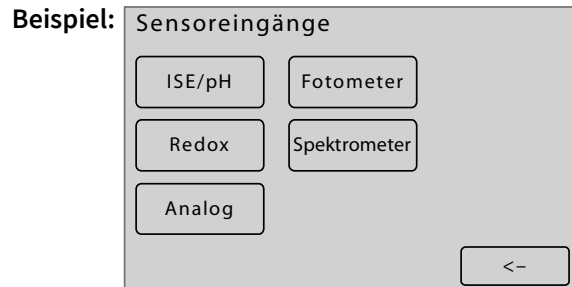 Beispiel:
Sensoreingänge
ISE/pH
Fotometer
Redox
Spektrometer
Analog
<–